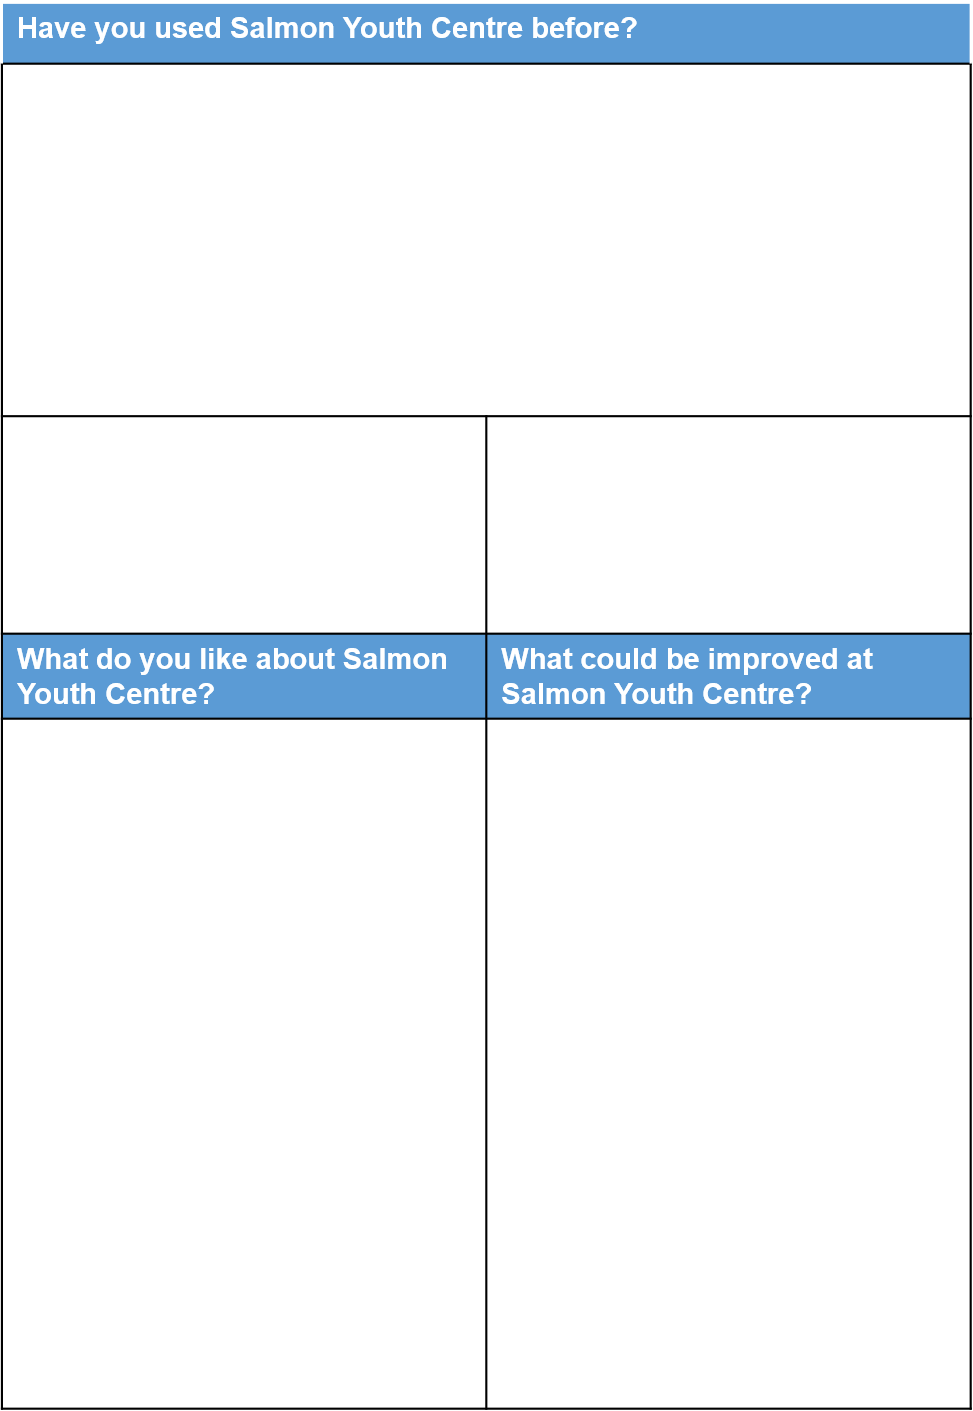 Have you used Salmon Youth Centre before?
What do you like about Salmon
Youth Centre?
What could be improved at
Salmon Youth Centre?